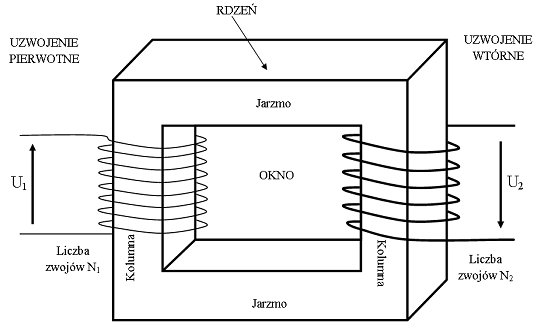 RDZEŃ
UZWOJENIE
PIERWOTNE
UZWOJENIE
WTÓRNE
Jarzmo
OKNO
U1
U2
Liczba
zwojów N1
Kolumna
Kolumna
Liczba
zwojów N2
Jarzmo